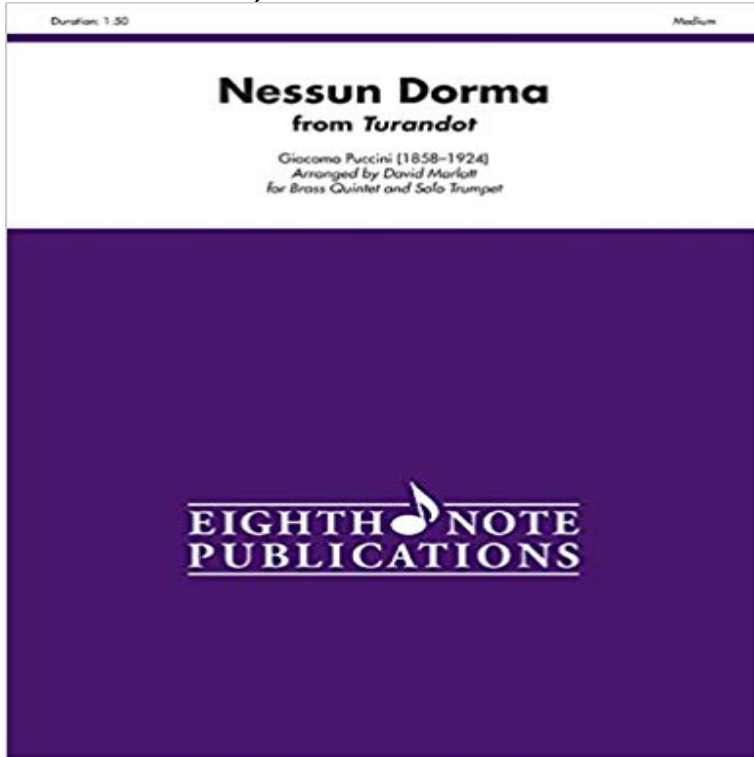 Duration: 1:50
Medium
Nessun Dorma
from Turandot
Giacomo Puccini (1858–1924)
Arranged by David Marlatt
for Brass Quintet and Solo Trumpet
EIGHTH NOTE
PUBLICATIONS